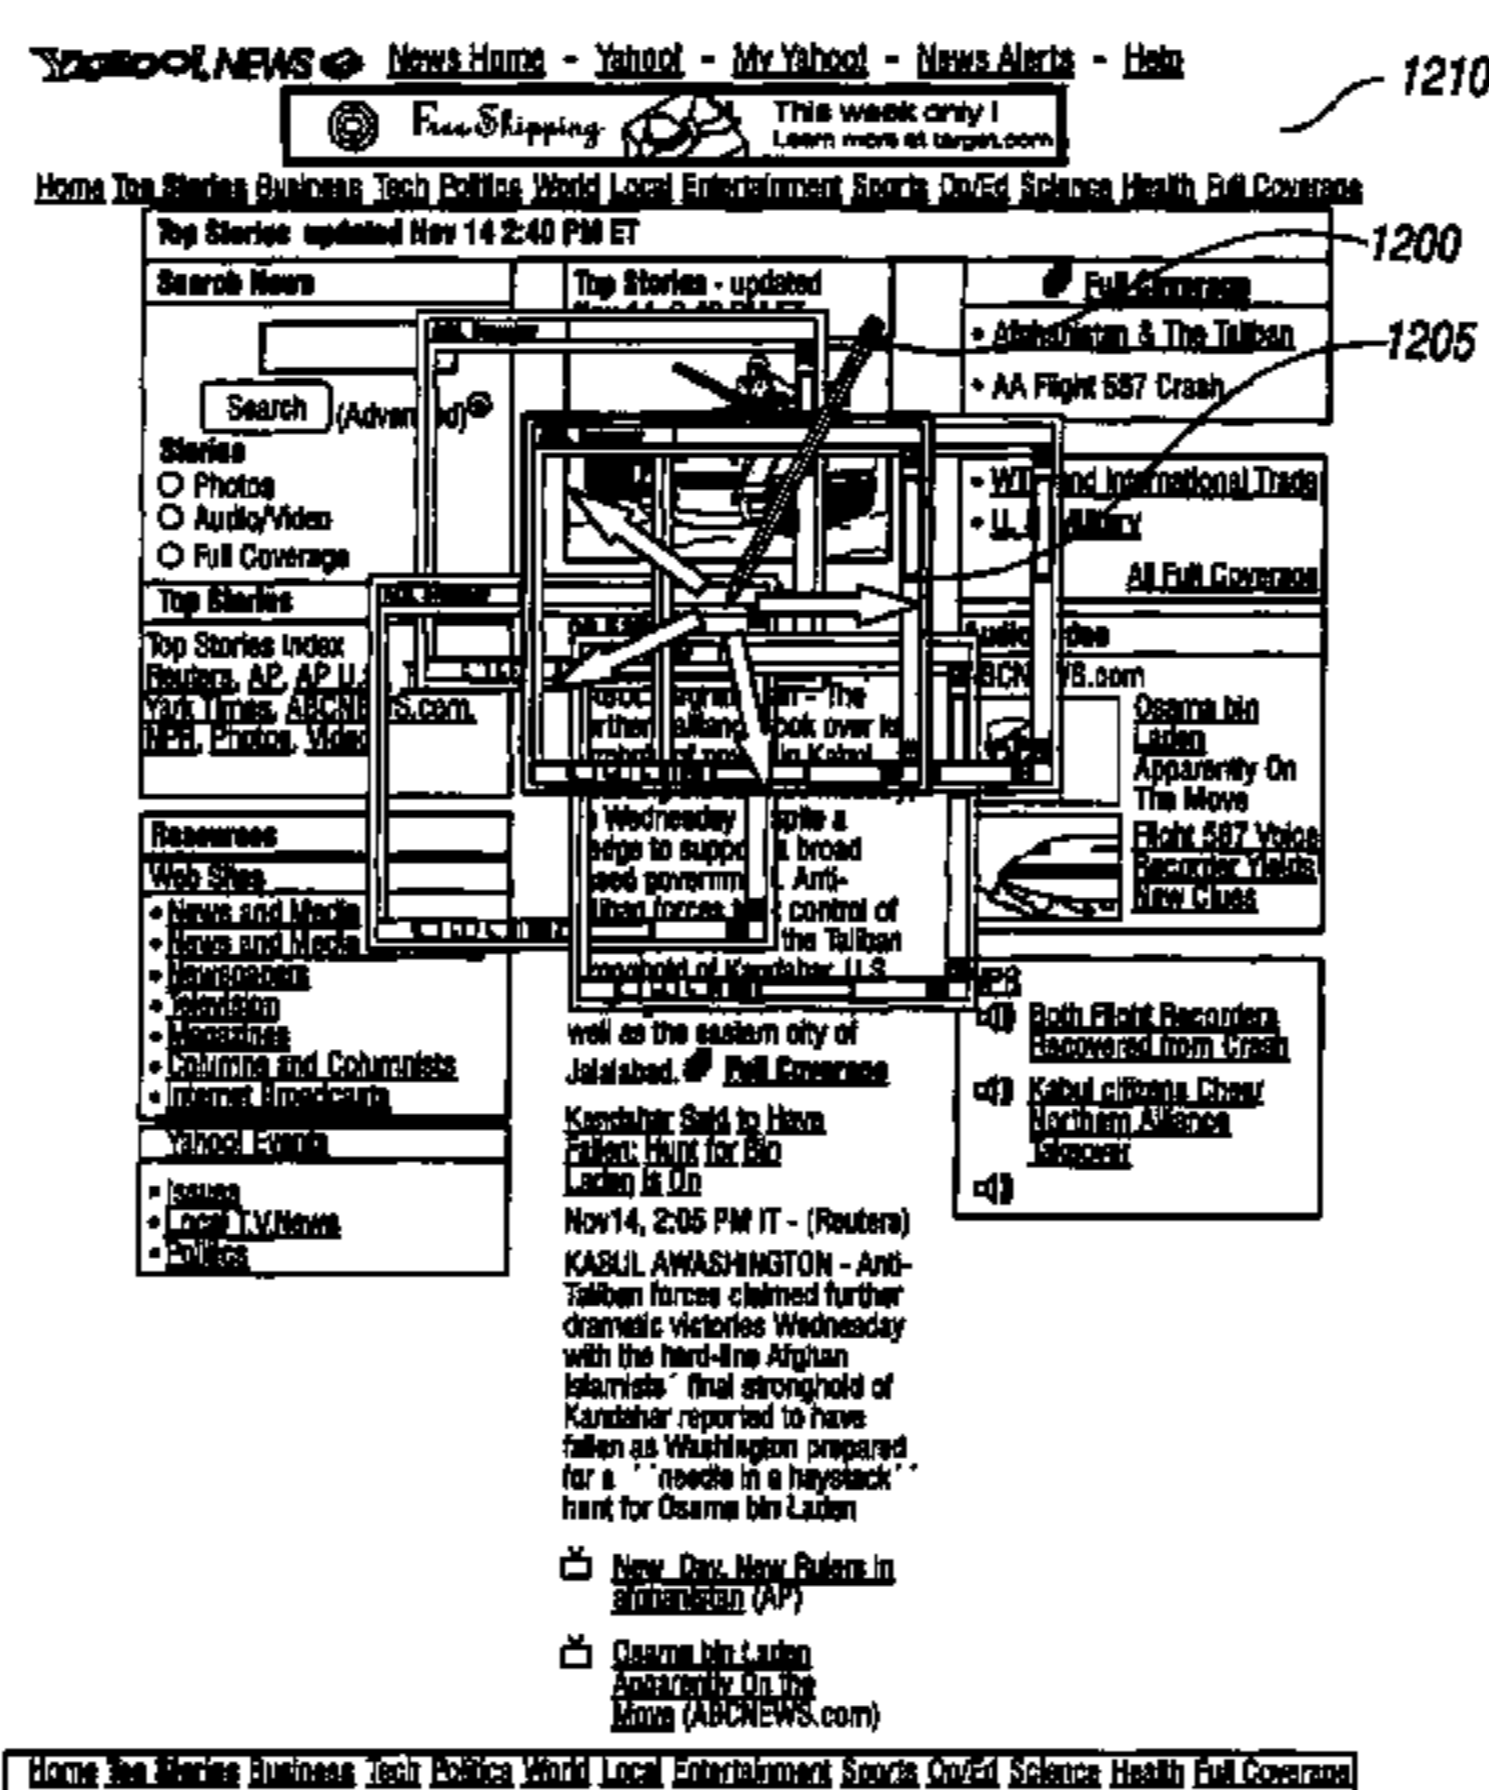 YAHOO! NEWS News Home - Yahoo! - My Yahoo! - News Alerts - Help
1210
Free Shipping
This week only !
Learn more at target.com
Home Top Stories Business Tech Politics World Local Entertainment Sports Op/Ed Science Health Full Coverage
Top Stories updated Nov 14 2:40 PM ET
1200
Search News
Search
Stories
Photos
Audio/Video
Full Coverage
Top Stories
Top Stories Index
Reuters, AP, AP U.S.
York Times, ABCNEWS.com,
NPR, Photos, Video
Resources
Web Sites
• News and Media
• News and Media
• Newspapers
• Television
• Magazines
• Columns and Columnists
• Internet Broadcasts
Yahoo! Events
• Issues
• Local T.V.News
• Politics
Top Stories - updated
the Taliban
well as the eastern city of
Jalalabad. Full Coverage
Kandahar Said to Have
Fallen; Hunt for Bin
Laden Is On
Nov14, 2:05 PM IT - (Reuters)
KASUL AWASHINGTON - Anti-
Taliban forces claimed further
dramatic victories Wednesday
with the hard-line Afghan
Islamists´ final stronghold of
Kandahar reported to have
fallen as Washington prepared
for a ´´needle in a haystack´´
hunt for Osama bin Laden
New Day, New Rulers in
afghanistan (AP)
Osama bin Laden
Apparently On the
Move (ABCNEWS.com)
Full Coverage
• Afghanistan & The Taliban
1205
• AA Flight 587 Crash
and International Trade
All Full Coverage
Osama bin
Laden
Apparently On
The Move
Flight 587 Voice
Recorder Yields
New Clues
Both Flight Recorders
Recovered from Crash
Kabul citizens Cheer
Northern Alliance
Takeover
Home Top Stories Business Tech Politics World Local Entertainment Sports Op/Ed Science Health Full Coverage